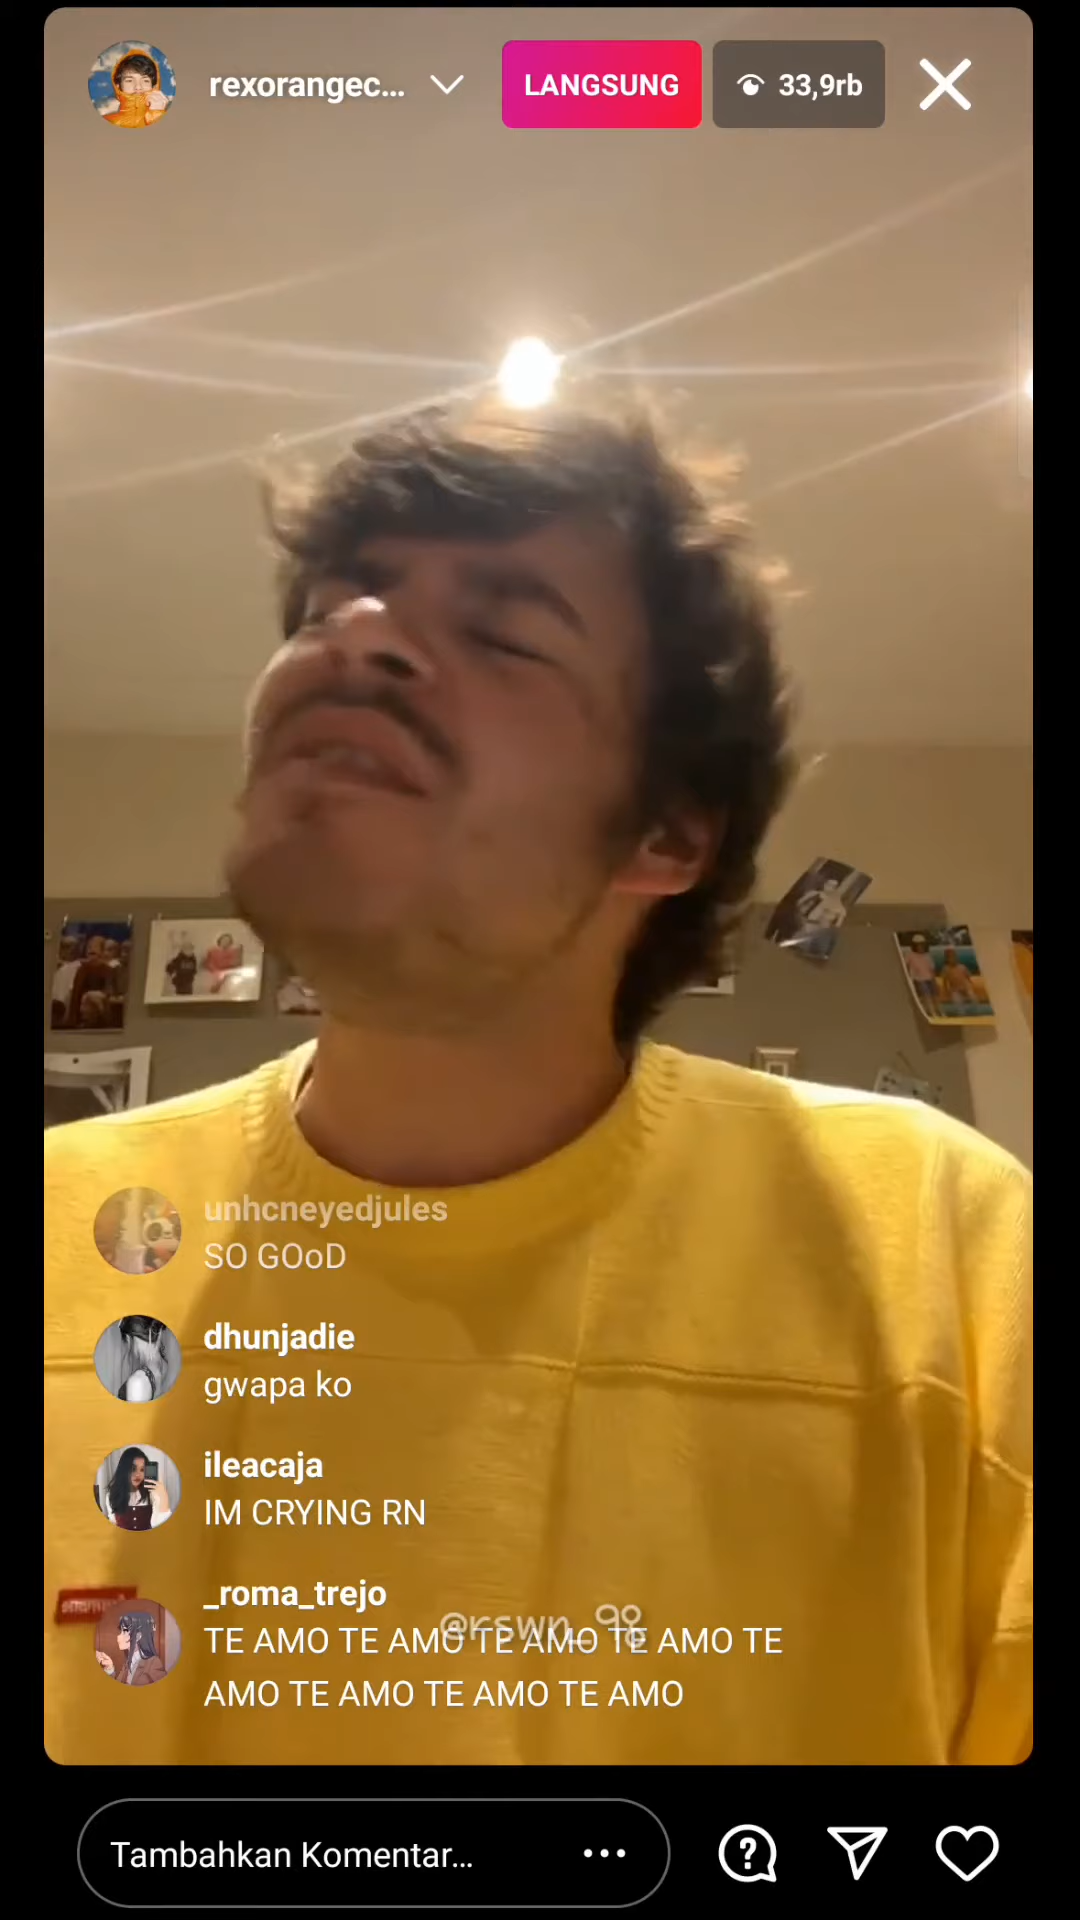 rexorangec...
LANGSUNG
33,9rb
unhcneyedjules
SO GOoD
dhunjadie
gwapa ko
ileacaja
IM CRYING RN
_roma_trejo
TE AMO TE AMO TE AMO TE AMO TE
AMO TE AMO TE AMO TE AMO
@rswn_98
Tambahkan Komentar...